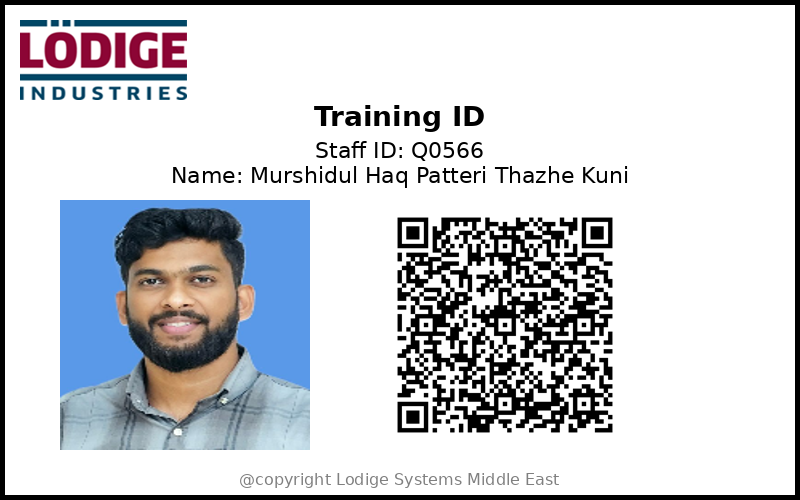 LÖDIGE
INDUSTRIES
Training ID
Staff ID: Q0566
Name: Murshidul Haq Patteri Thazhe Kuni
@copyright Lodige Systems Middle East